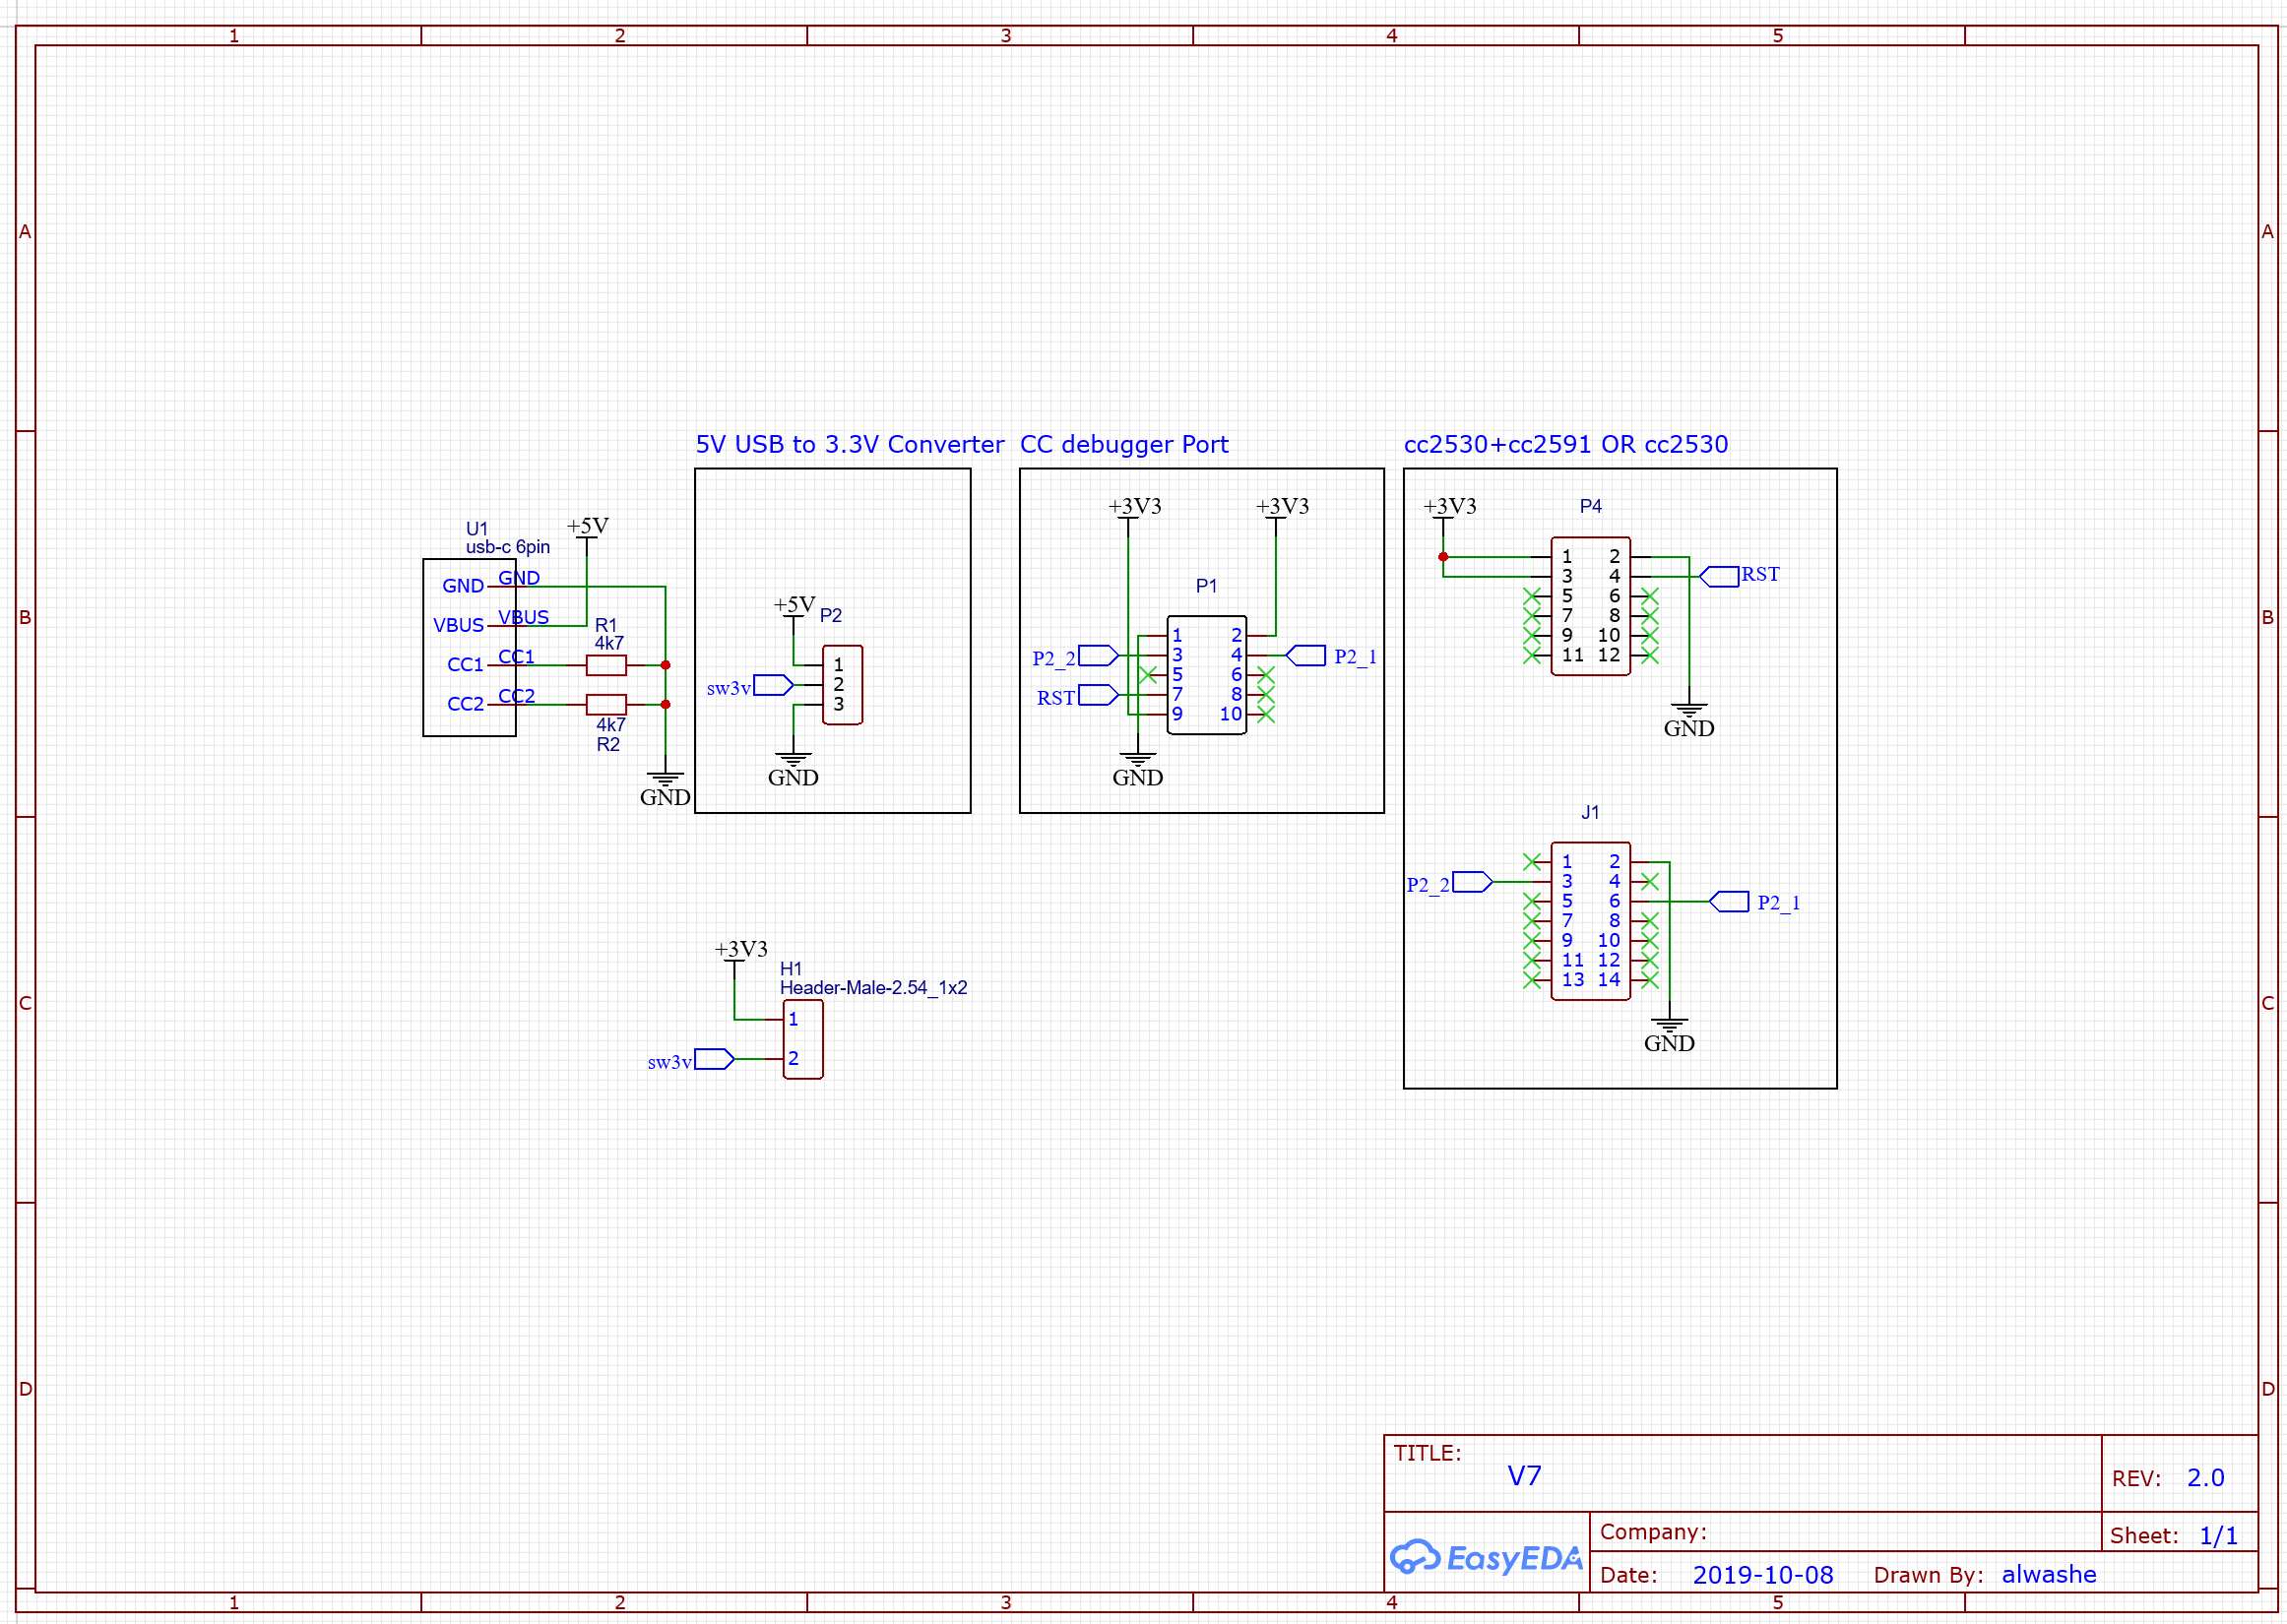 1 2 3 4 5
A A
B B
C C
D D
5V USB to 3.3V Converter
CC debugger Port
cc2530+cc2591 OR cc2530
U1
usb-c 6pin
+5V
GND GND
VBUS VBUS
CC1 CC1
CC2 CC2
R1
4k7
4k7
R2
GND
+5V P2
1
sw3v 2
3
GND
+3V3 +3V3
P1
1 2
P2_2 3 4 P2_1
5 6
RST 7 8
9 10
GND
+3V3 P4
1 2
3 4 RST
5 6
7 8
9 10
11 12
GND
J1
1 2
P2_2 3 4
5 6 P2_1
7 8
9 10
11 12
13 14
GND
+3V3
H1
Header-Male-2.54_1x2
1
sw3v 2
TITLE:
V7
REV: 2.0
EasyEDA
Company:
Sheet: 1/1
Date: 2019-10-08 Drawn By: alwashe
1 2 3 4 5